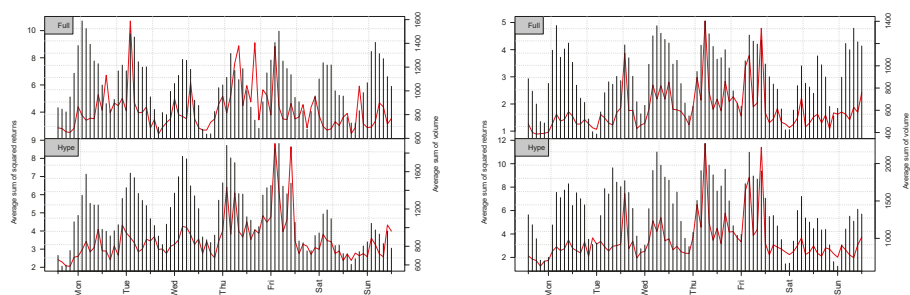 Full
10
8
6
4
9
1600
1400
1200
1000
800
600
Hype
8
7
6
5
4
3
2
1600
1200
1000
800
600
Average sum of squared returns
Average sum of volume
Mon
Tue
Wed
Thu
Fri
Sat
Sun
Full
5
4
3
2
1
1400
1200
1000
800
600
400
Hype
12
10
8
6
4
2
2000
1500
1000
Average sum of squared returns
Average sum of volume
Mon
Tue
Wed
Thu
Fri
Sat
Sun